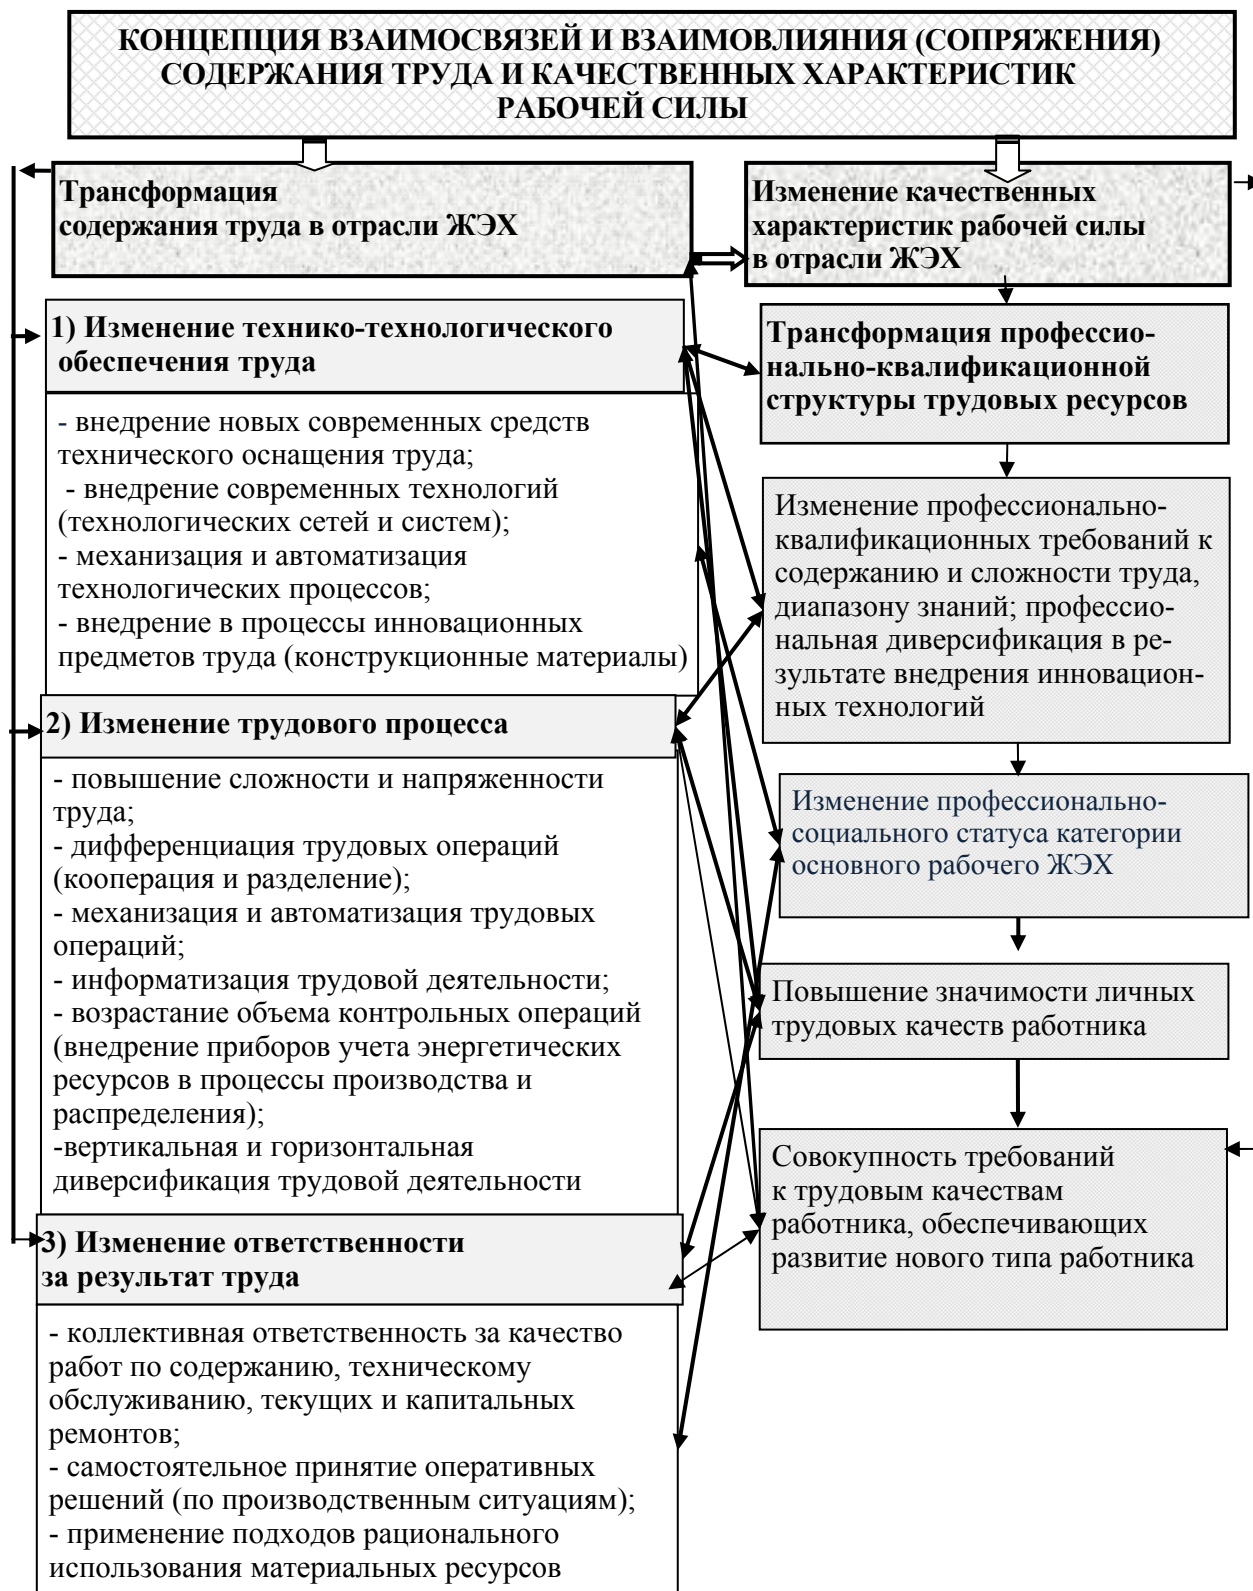 КОНЦЕПЦИЯ ВЗАИМОСВЯЗЕЙ И ВЗАИМОВЛИЯНИЯ (СОПРЯЖЕНИЯ)
СОДЕРЖАНИЯ ТРУДА И КАЧЕСТВЕННЫХ ХАРАКТЕРИСТИК
РАБОЧЕЙ СИЛЫ
Трансформация
содержания труда в отрасли ЖЭХ
1) Изменение технико-технологического
обеспечения труда
- внедрение новых современных средств
технического оснащения труда;
- внедрение современных технологий
(технологических сетей и систем);
- механизация и автоматизация
технологических процессов;
- внедрение в процессы инновационных
предметов труда (конструкционные материалы)
2) Изменение трудового процесса
- повышение сложности и напряженности
труда;
- дифференциация трудовых операций
(кооперация и разделение);
- механизация и автоматизация трудовых
операций;
- информатизация трудовой деятельности;
- возрастание объема контрольных операций
(внедрение приборов учета энергетических
ресурсов в процессы производства и
распределения);
-вертикальная и горизонтальная
диверсификация трудовой деятельности
3) Изменение ответственности
за результат труда
- коллективная ответственность за качество
работ по содержанию, техническому
обслуживанию, текущих и капитальных
ремонтов;
- самостоятельное принятие оперативных
решений (по производственным ситуациям);
- применение подходов рационального
использования материальных ресурсов
Изменение качественных
характеристик рабочей силы
в отрасли ЖЭХ
Трансформация профессио-
нально-квалификационной
структуры трудовых ресурсов
Изменение профессионально-
квалификационных требований к
содержанию и сложности труда,
диапазону знаний; профессио-
нальная диверсификация в ре-
зультате внедрения инновацион-
ных технологий
Изменение профессионально-
социального статуса категории
основного рабочего ЖЭХ
Повышение значимости личных
трудовых качеств работника
Совокупность требований
к трудовым качествам
работника, обеспечивающих
развитие нового типа работника